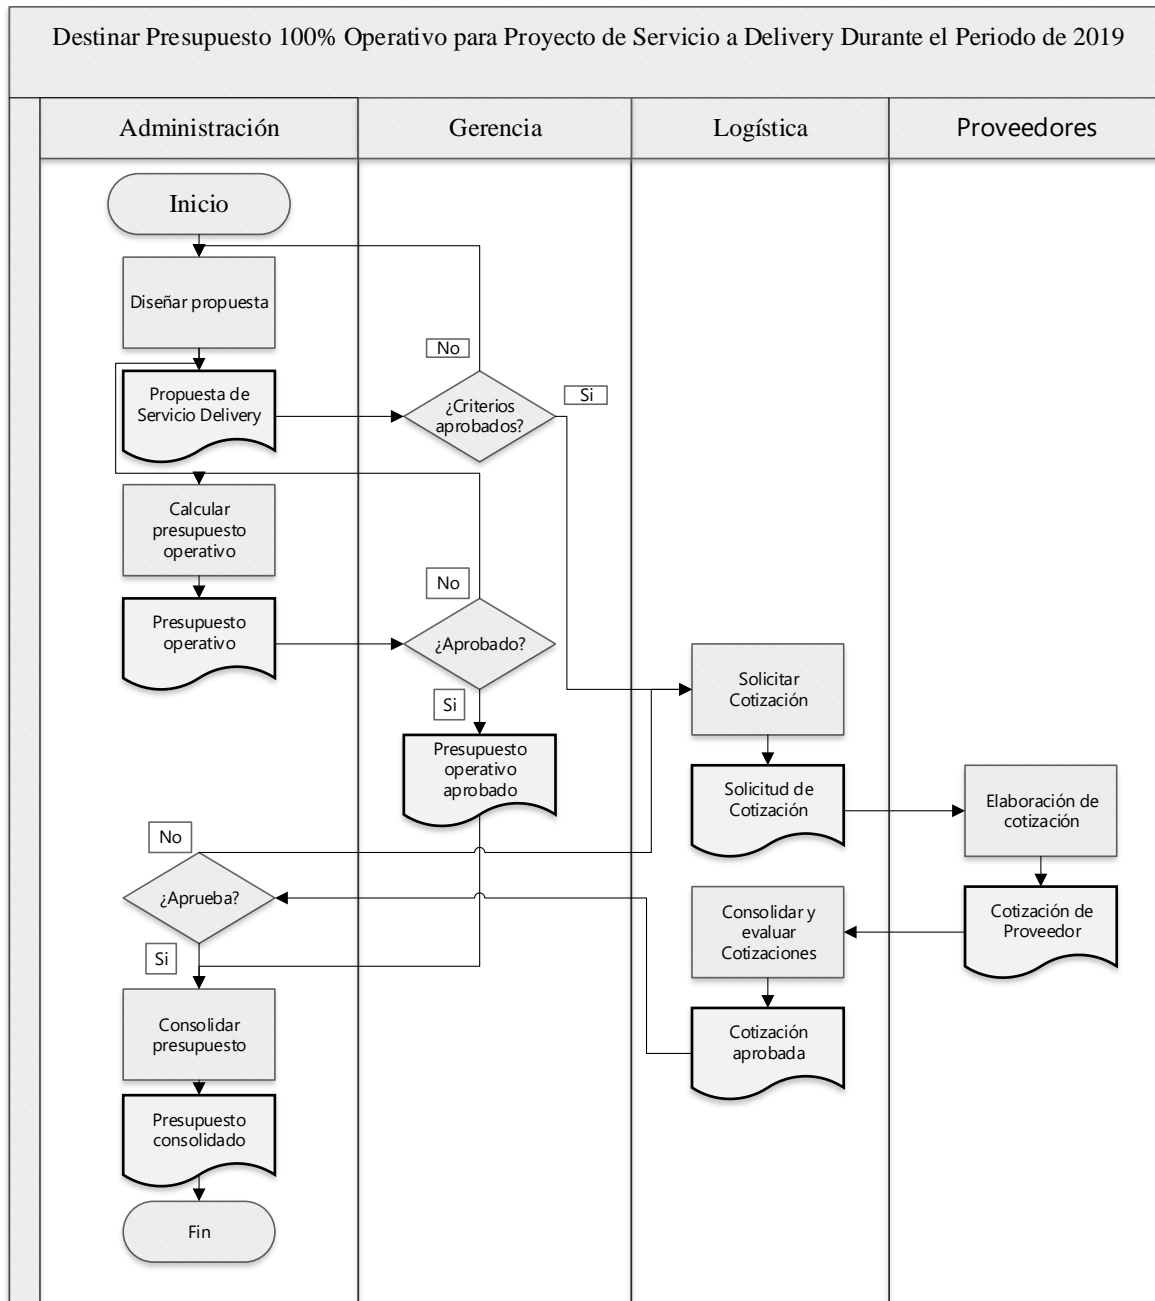 Destinar Presupuesto 100% Operativo para Proyecto de Servicio a Delivery Durante el Periodo de 2019
Administración
Gerencia
Logística
Proveedores
Inicio
Diseñar propuesta
No
Si
Propuesta de
Servicio Delivery
¿Criterios
aprobados?
Calcular
presupuesto
operativo
No
Presupuesto
operativo
¿Aprobado?
Si
Solicitar
Cotización
Presupuesto
operativo
aprobado
Solicitud de
Cotización
Elaboración de
cotización
No
¿Aprueba?
Si
Consolidar y
evaluar
Cotizaciones
Cotización de
Proveedor
Consolidar
presupuesto
Cotización
aprobada
Presupuesto
consolidado
Fin